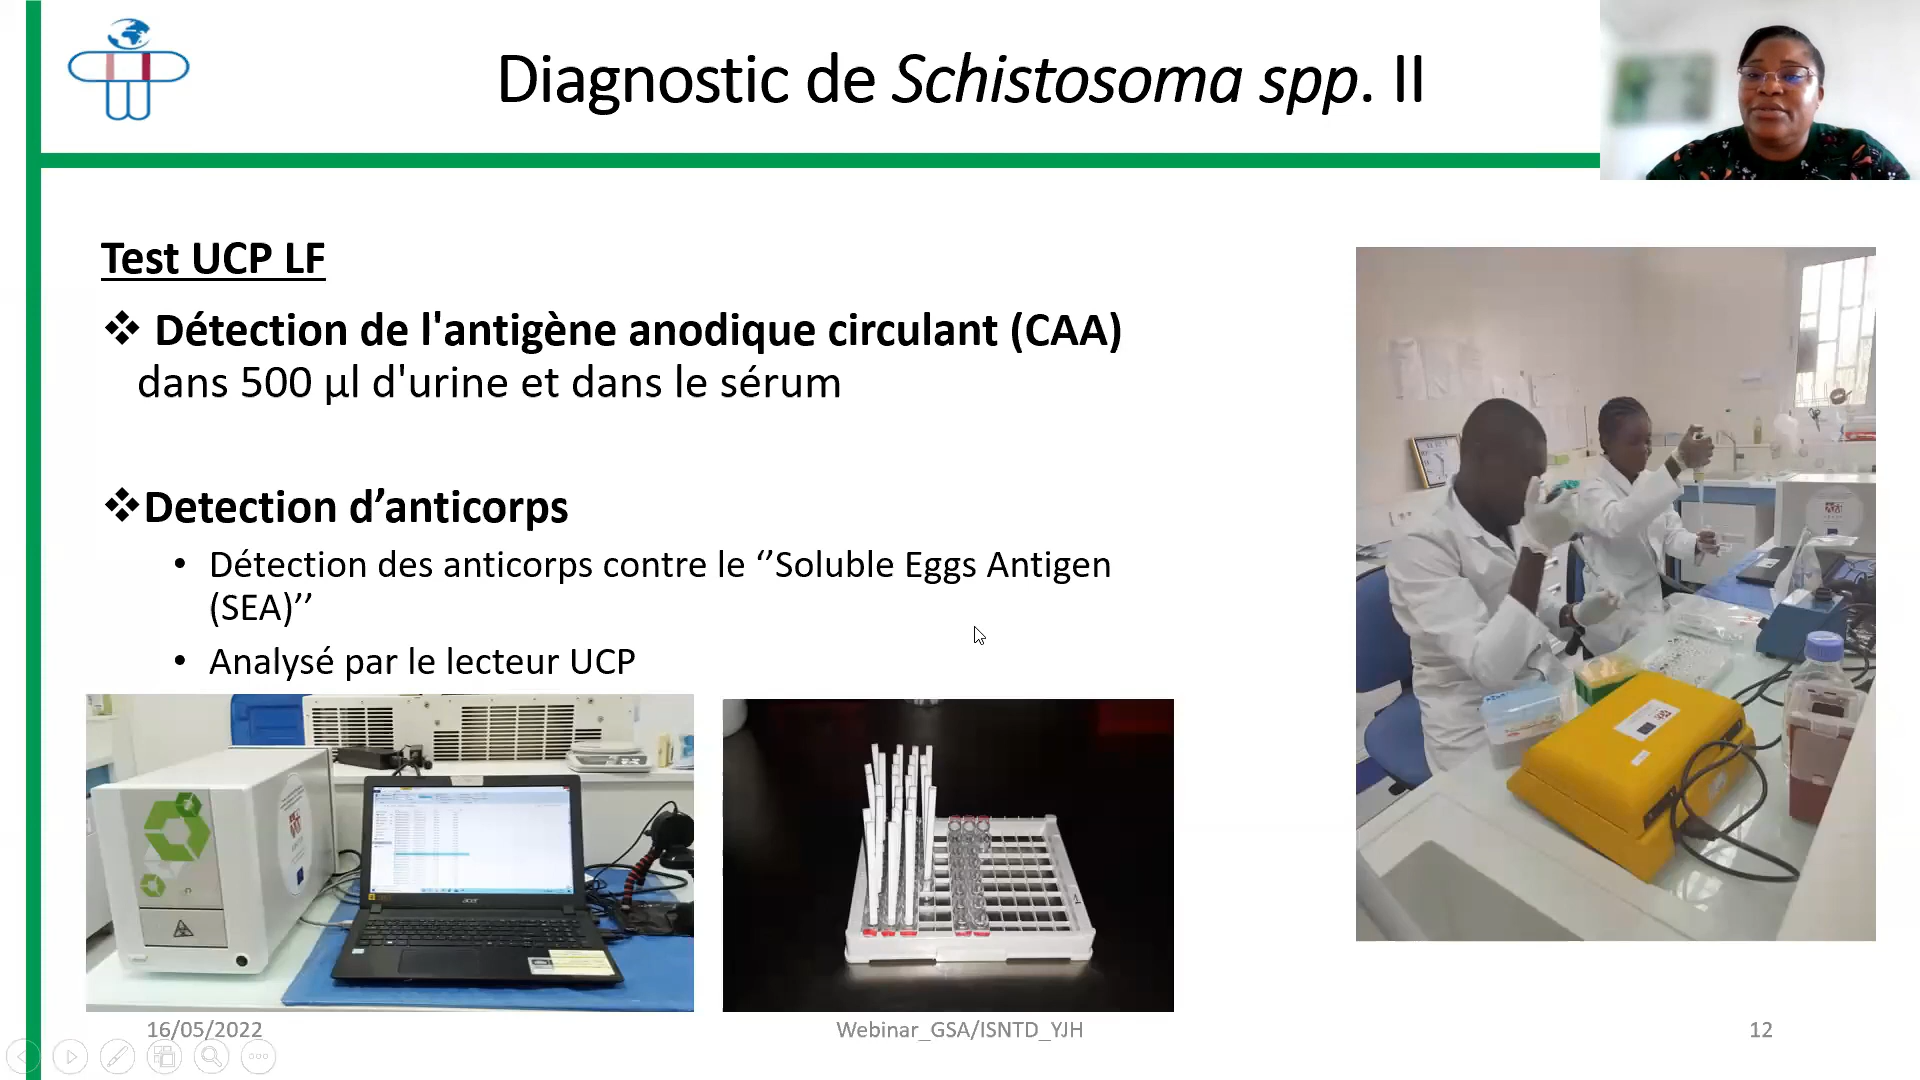 Diagnostic de Schistosoma spp. II
Test UCP LF
❖ Détection de l'antigène anodique circulant (CAA)
dans 500 µl d'urine et dans le sérum
❖Detection d’anticorps
• Détection des anticorps contre le ‘’Soluble Eggs Antigen
(SEA)’’
• Analysé par le lecteur UCP
acer
16/05/2022
Webinar_GSA/ISNTD_YJH
12